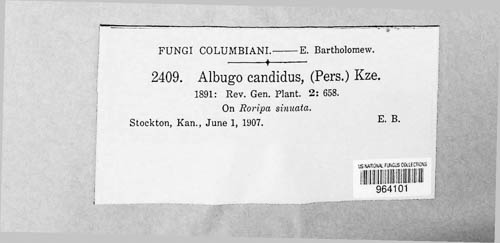 FUNGI COLUMBIANI.—E. Bartholomew.
2409. Albugo candidus, (Pers.) Kze.
1891: Rev. Gen. Plant. 2: 658.
On Roripa sinuata.
Stockton, Kan., June 1, 1907. E. B.
US NATIONAL FUNGUS COLLECTIONS
964101